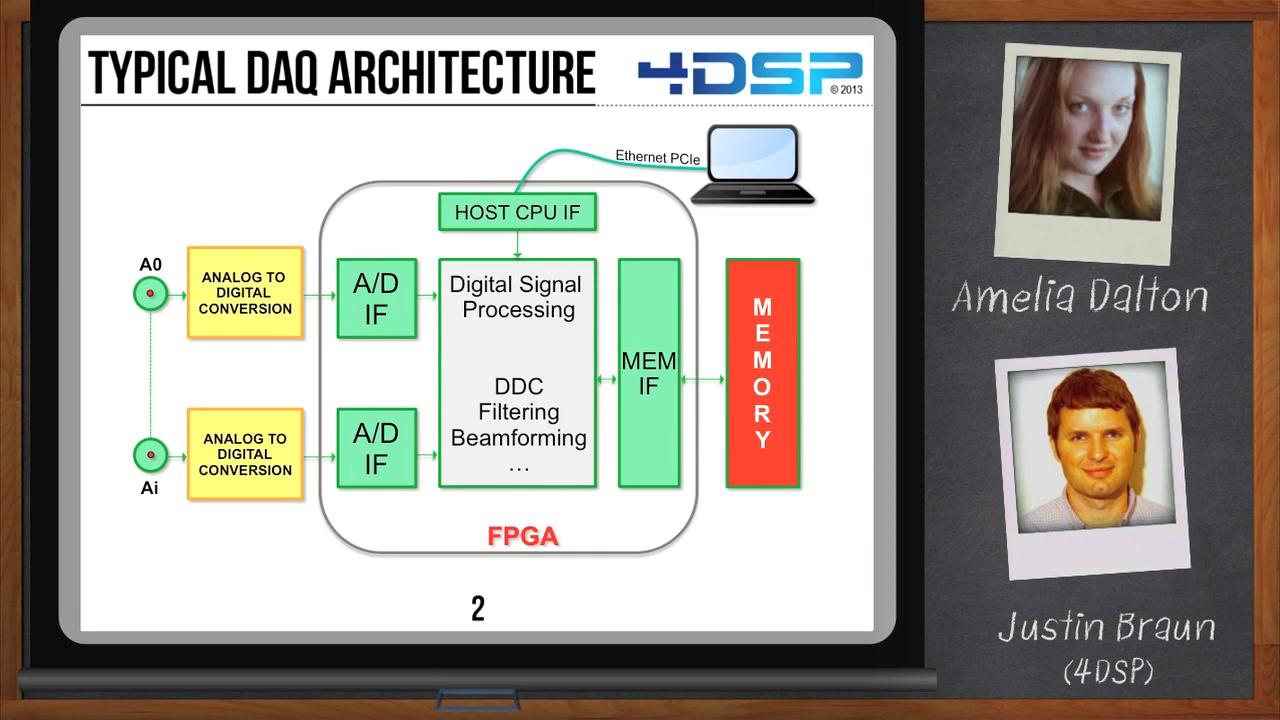 TYPICAL DAQ ARCHITECTURE
4DSP
© 2013
Ethernet PCIe
HOST CPU IF
A0
ANALOG TO
DIGITAL
CONVERSION
A/D
IF
Digital Signal
Processing
DDC
Filtering
Beamforming
...
MEM
IF
M
E
M
O
R
Y
ANALOG TO
DIGITAL
CONVERSION
A/D
IF
Ai
FPGA
2
Amelia Dalton
Justin Braun
(4DSP)